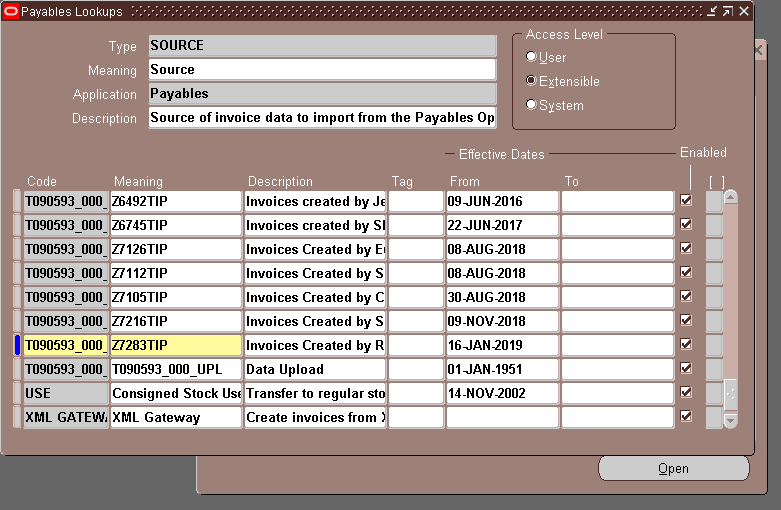 Payables Lookups
Type SOURCE
Meaning Source
Application Payables
Description Source of invoice data to import from the Payables Op
Access Level
User
Extensible
System
Effective Dates Enabled
Code Meaning Description Tag From To [ ]
T090593_000_ Z6492TIP Invoices created by Je 09-JUN-2016
T090593_000_ Z6745TIP Invoices created by 22-JUN-2017
T090593_000_ Z7126TIP Invoices Created by 08-AUG-2018
T090593_000_ Z7112TIP Invoices Created by S 08-AUG-2018
T090593_000_ Z7105TIP Invoices Created by C 30-AUG-2018
T090593_000_ Z7216TIP Invoices Created by S 09-NOV-2018
T090593_000_ Z7283TIP Invoices Created by R 16-JAN-2019
T090593_000_ T090593_000_UPL Data Upload 01-JAN-1951
USE Consigned Stock Use Transfer to regular sto 14-NOV-2002
XML GATEWA XML Gateway Create invoices from X
Open